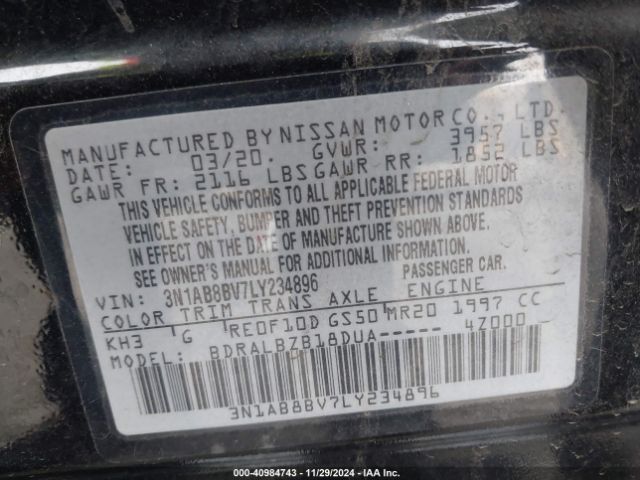 MANUFACTURED BY NISSAN MOTOR CO., LTD.
DATE: 03/20. GVWR: 3957 LBS
GAWR FR: 2116 LBS GAWR RR: 1852 LBS
THIS VEHICLE CONFORMS TO ALL APPLICABLE FEDERAL MOTOR
VEHICLE SAFETY, BUMPER AND THEFT PREVENTION STANDARDS
IN EFFECT ON THE DATE OF MANUFACTURE SHOWN ABOVE.
SEE OWNER'S MANUAL FOR ADDITIONAL INFORMATION.
VIN: 3N1AB8BV7LY234896 PASSENGER CAR.
COLOR TRIM TRANS AXLE ENGINE
KH3 G RE0F10D GS50 MR20 1997 CC
MODEL: BDRALBZB18DUA----- 4Z000
3N1AB8BV7LY234896
000-40984743 - 11/29/2024 - IAA Inc.